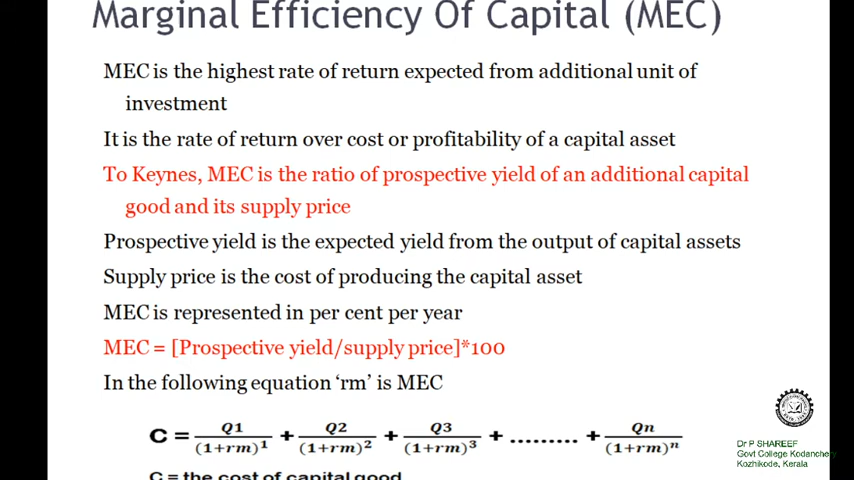 Marginal Efficiency Of Capital (MEC)
MEC is the highest rate of return expected from additional unit of
investment
It is the rate of return over cost or profitability of a capital asset
To Keynes, MEC is the ratio of prospective yield of an additional capital
good and its supply price
Prospective yield is the expected yield from the output of capital assets
Supply price is the cost of producing the capital asset
MEC is represented in per cent per year
MEC = [Prospective yield/supply price]*100
In the following equation ‘rm’ is MEC
C = Q1/(1+rm)^1 + Q2/(1+rm)^2 + Q3/(1+rm)^3 + ……… + Qn/(1+rm)^n
C = the cost of capital good
Dr P SHAREEF
Govt College Kodanchery
Kozhikode, Kerala